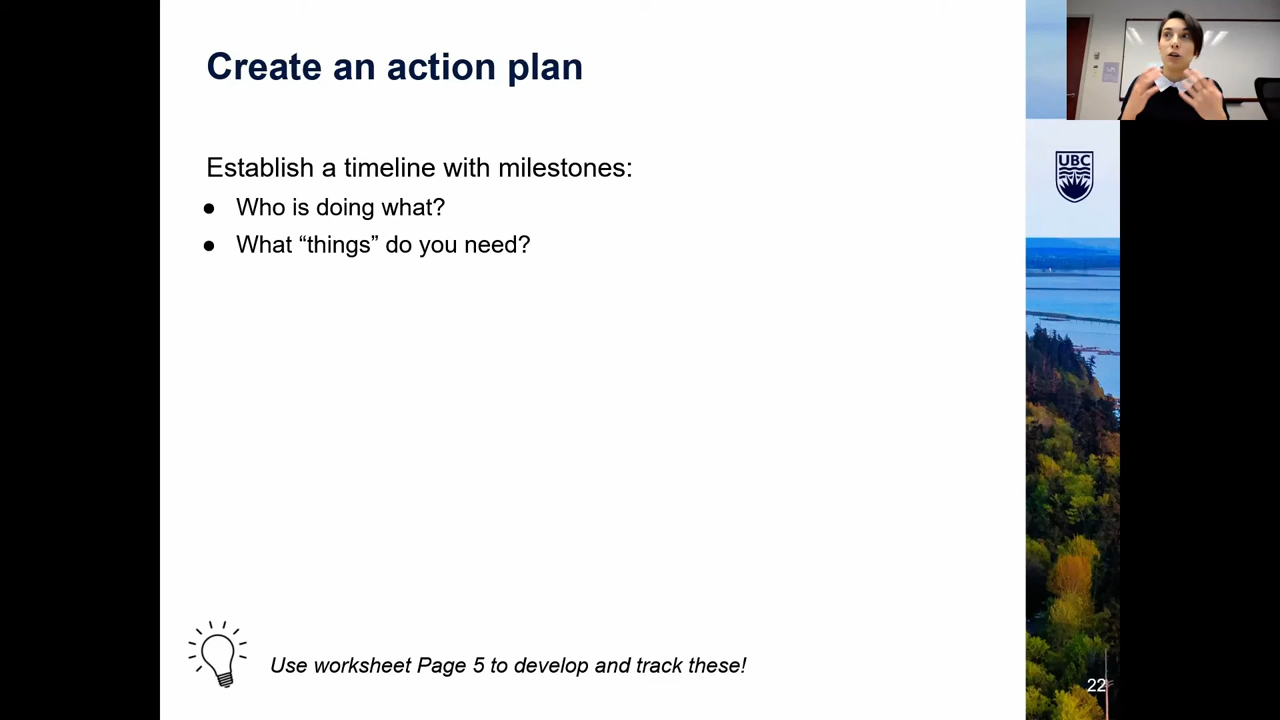 Create an action plan
Establish a timeline with milestones:
● Who is doing what?
● What “things” do you need?
UBC
Use worksheet Page 5 to develop and track these!
22